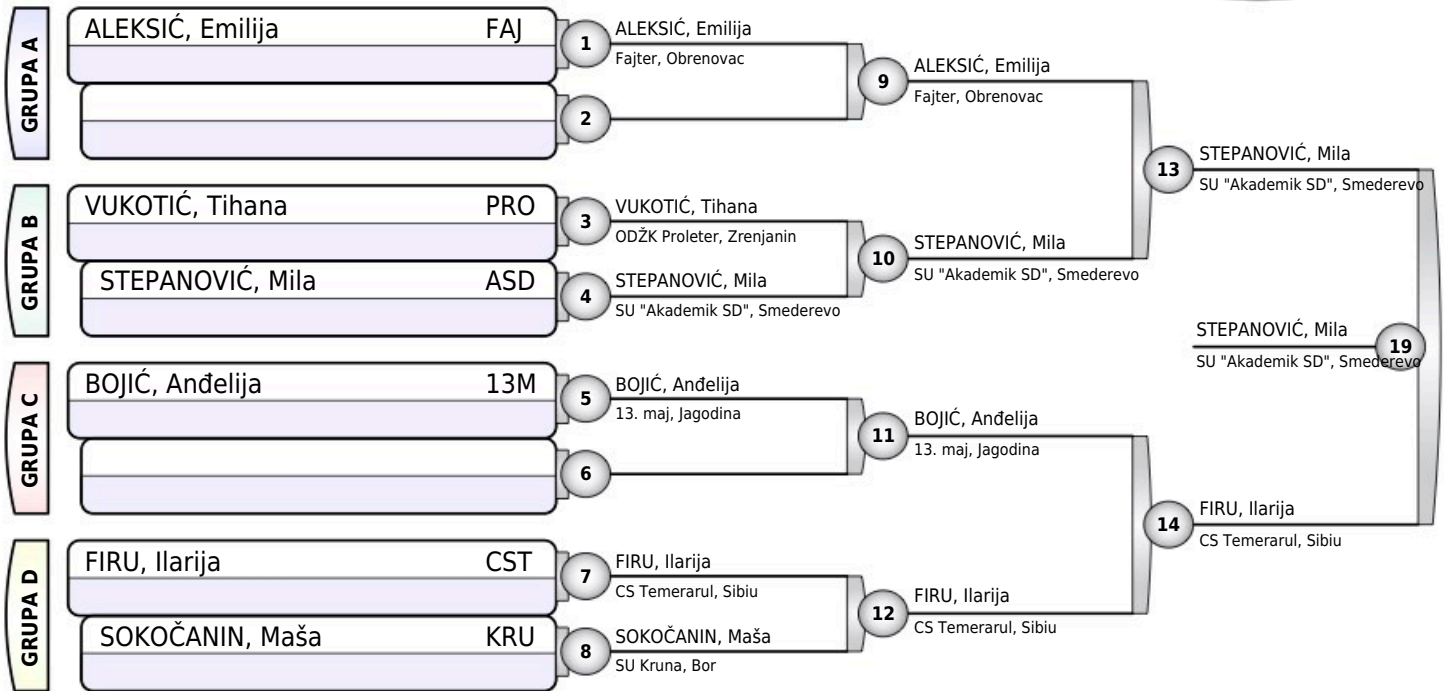 GRUPA A
ALEKSIĆ, Emilija FAJ
1
ALEKSIĆ, Emilija
Fajter, Obrenovac
2
9
ALEKSIĆ, Emilija
Fajter, Obrenovac
GRUPA B
VUKOTIĆ, Tihana PRO
3
VUKOTIĆ, Tihana
ODŽK Proleter, Zrenjanin
STEPANOVIĆ, Mila ASD
4
STEPANOVIĆ, Mila
SU "Akademik SD", Smederevo
10
STEPANOVIĆ, Mila
SU "Akademik SD", Smederevo
13
STEPANOVIĆ, Mila
SU "Akademik SD", Smederevo
GRUPA C
BOJIĆ, Anđelija 13M
5
BOJIĆ, Anđelija
13. maj, Jagodina
6
11
BOJIĆ, Anđelija
13. maj, Jagodina
GRUPA D
FIRU, Ilarija CST
7
FIRU, Ilarija
CS Temerarul, Sibiu
SOKOČANIN, Maša KRU
8
SOKOČANIN, Maša
SU Kruna, Bor
12
FIRU, Ilarija
CS Temerarul, Sibiu
14
FIRU, Ilarija
CS Temerarul, Sibiu
STEPANOVIĆ, Mila
SU "Akademik SD", Smederevo
19